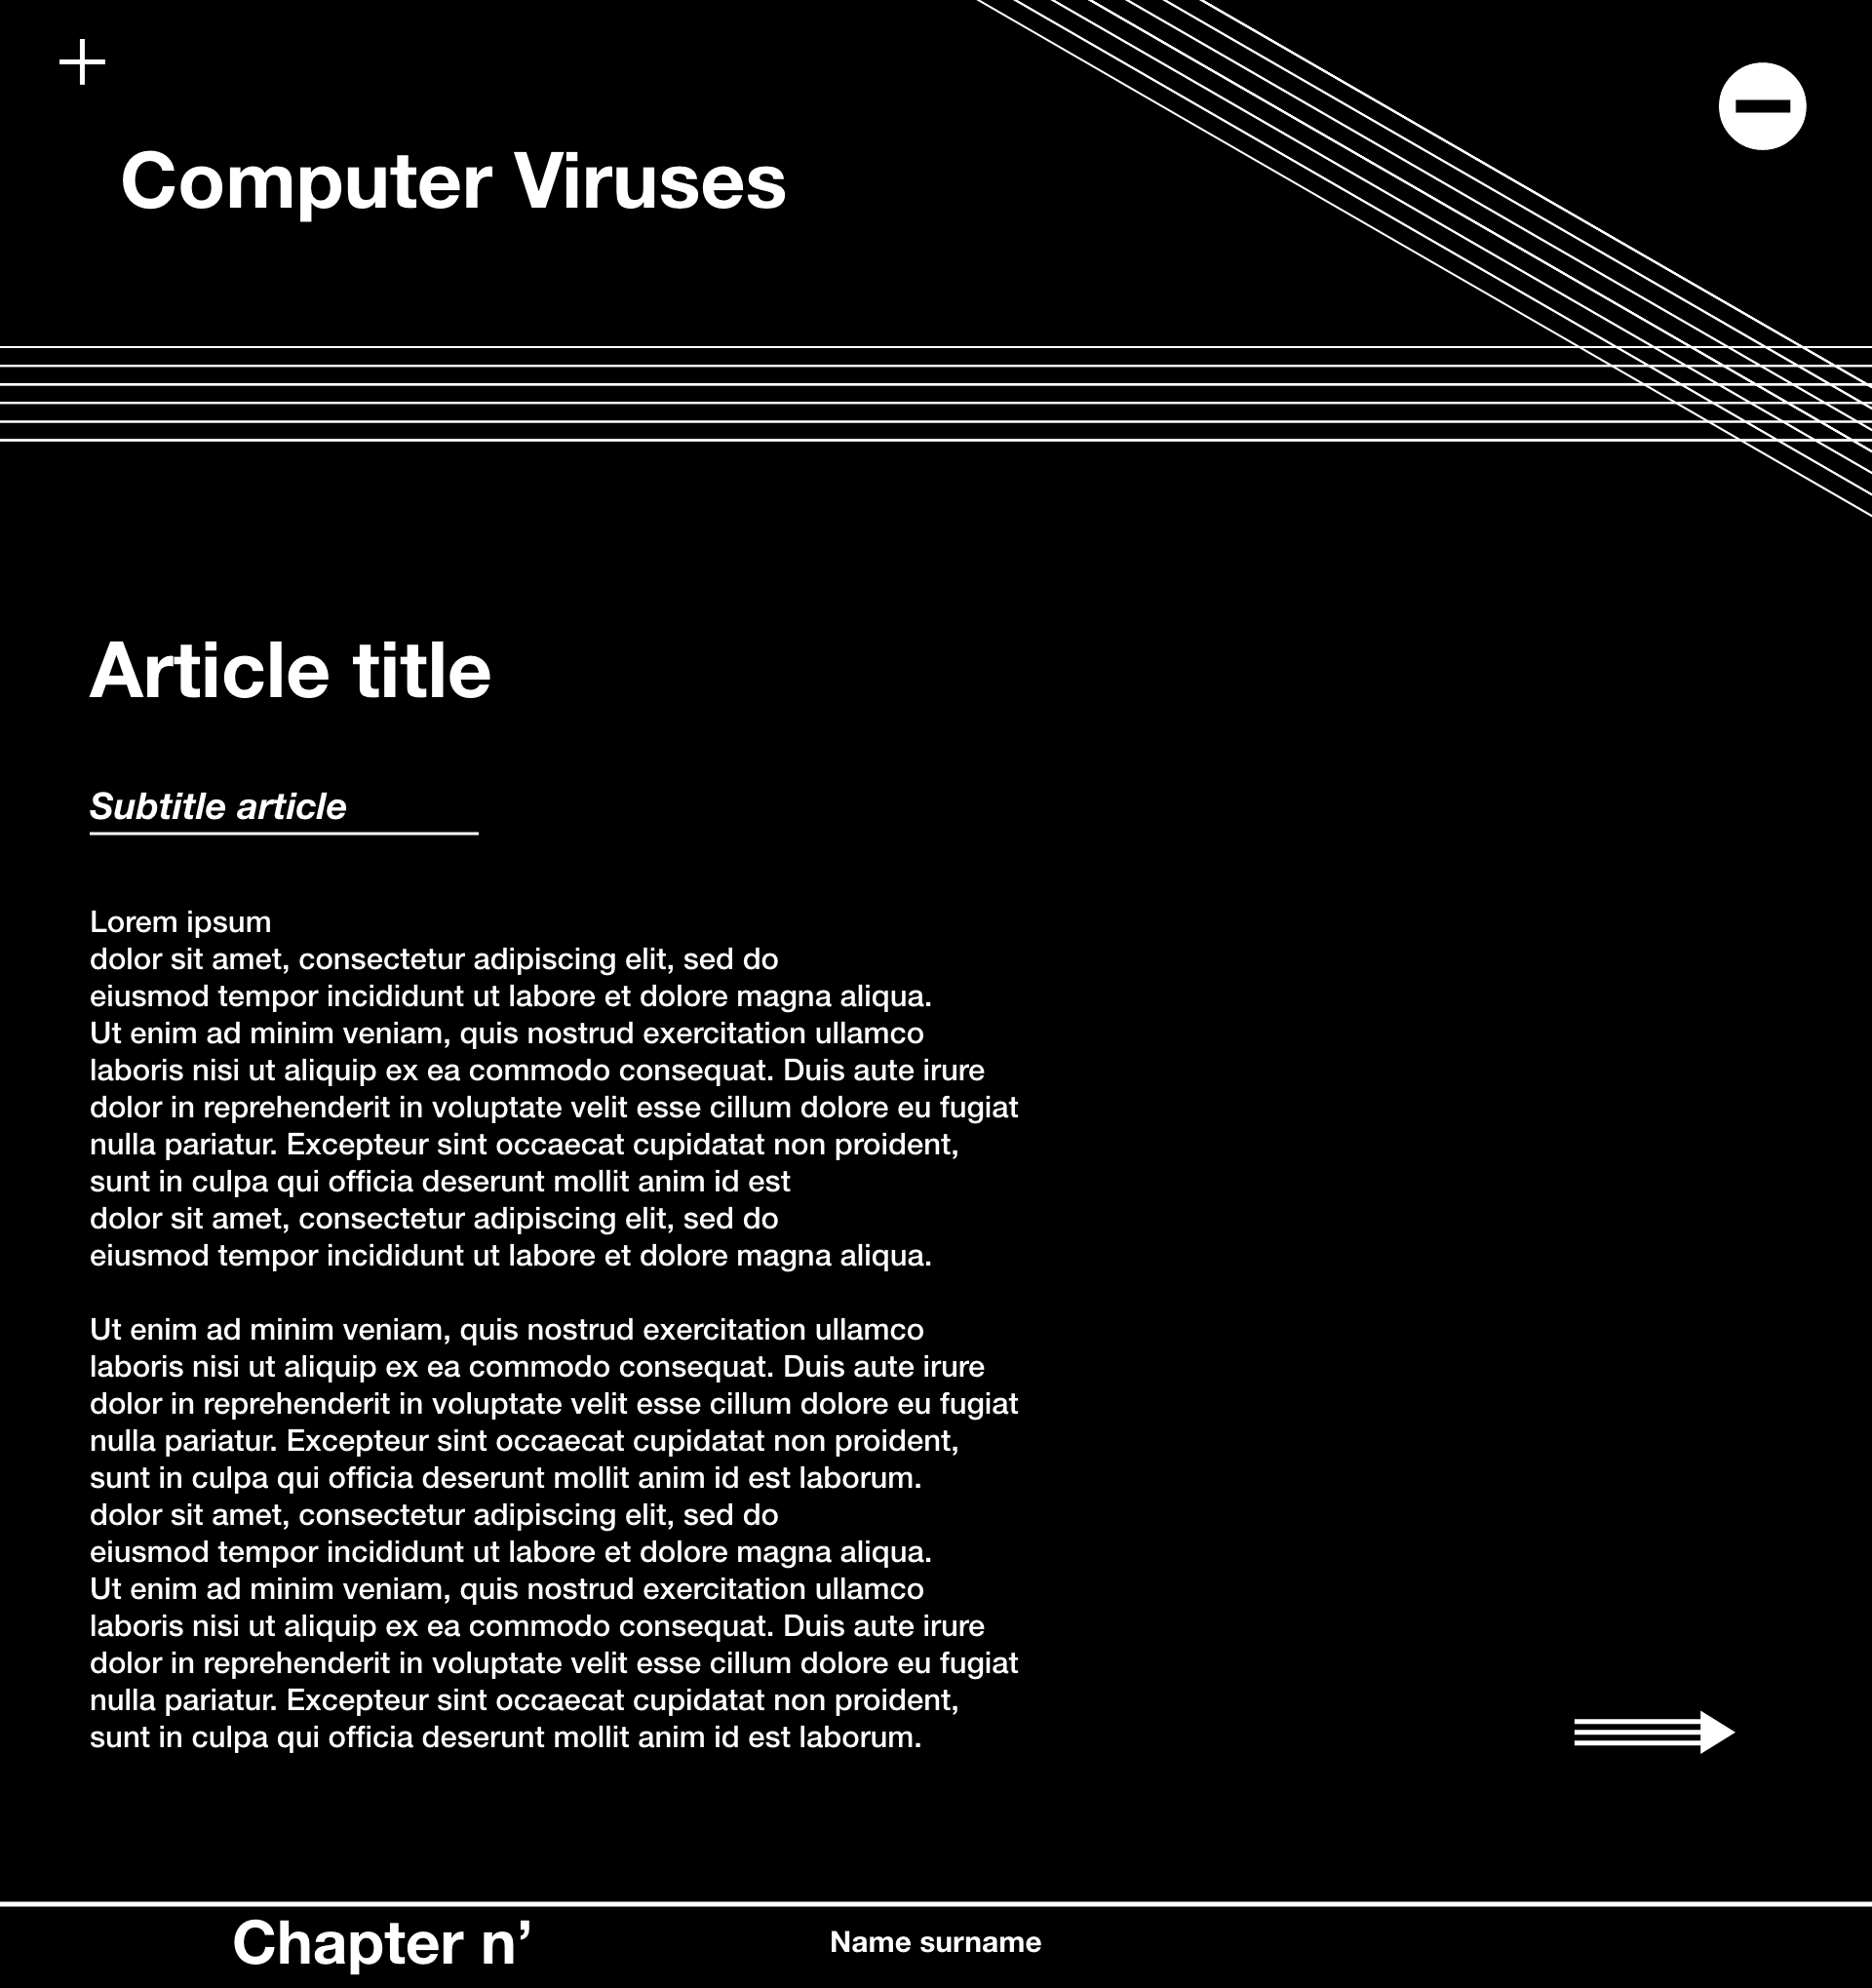 Computer Viruses
Article title
Subtitle article
Lorem ipsum
dolor sit amet, consectetur adipiscing elit, sed do
eiusmod tempor incididunt ut labore et dolore magna aliqua.
Ut enim ad minim veniam, quis nostrud exercitation ullamco
laboris nisi ut aliquip ex ea commodo consequat. Duis aute irure
dolor in reprehenderit in voluptate velit esse cillum dolore eu fugiat
nulla pariatur. Excepteur sint occaecat cupidatat non proident,
sunt in culpa qui officia deserunt mollit anim id est
dolor sit amet, consectetur adipiscing elit, sed do
eiusmod tempor incididunt ut labore et dolore magna aliqua.
Ut enim ad minim veniam, quis nostrud exercitation ullamco
laboris nisi ut aliquip ex ea commodo consequat. Duis aute irure
dolor in reprehenderit in voluptate velit esse cillum dolore eu fugiat
nulla pariatur. Excepteur sint occaecat cupidatat non proident,
sunt in culpa qui officia deserunt mollit anim id est laborum.
dolor sit amet, consectetur adipiscing elit, sed do
eiusmod tempor incididunt ut labore et dolore magna aliqua.
Ut enim ad minim veniam, quis nostrud exercitation ullamco
laboris nisi ut aliquip ex ea commodo consequat. Duis aute irure
dolor in reprehenderit in voluptate velit esse cillum dolore eu fugiat
nulla pariatur. Excepteur sint occaecat cupidatat non proident,
sunt in culpa qui officia deserunt mollit anim id est laborum.
Chapter n’
Name surname